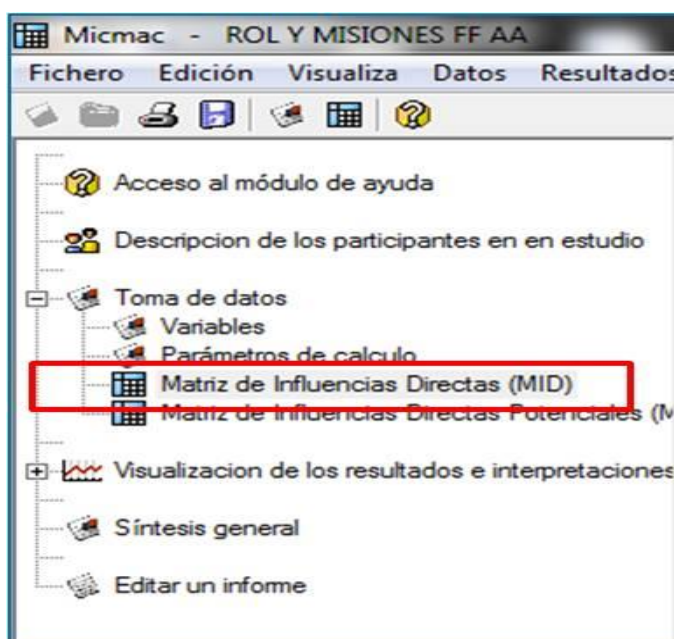 Micmac - ROL Y MISIONES FF AA
Fichero Edición Visualiza Datos Resultados
Acceso al módulo de ayuda
Descripcion de los participantes en en estudio
Toma de datos
Variables
Parámetros de calculo
Matriz de Influencias Directas (MID)
Matriz de Influencias Directas Potenciales (M
Visualizacion de los resultados e interpretaciones
Síntesis general
Editar un informe